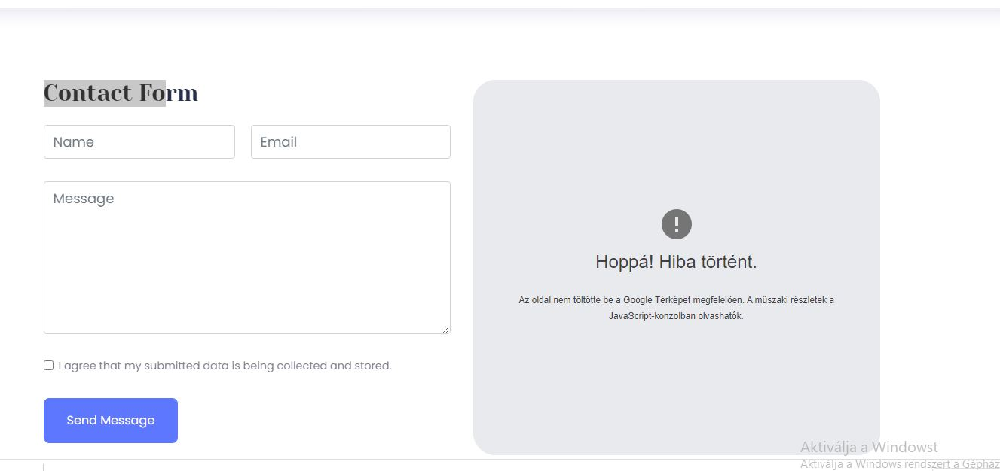 Contact Form
Name
Email
Message
I agree that my submitted data is being collected and stored.
Send Message
!
Hoppá! Hiba történt.
Az oldal nem töltötte be a Google Térképet megfelelően. A műszaki részletek a
JavaScript-konzolban olvashatók.
Aktiválja a Windowst
Aktiválja a Windows rendszert a Gépház